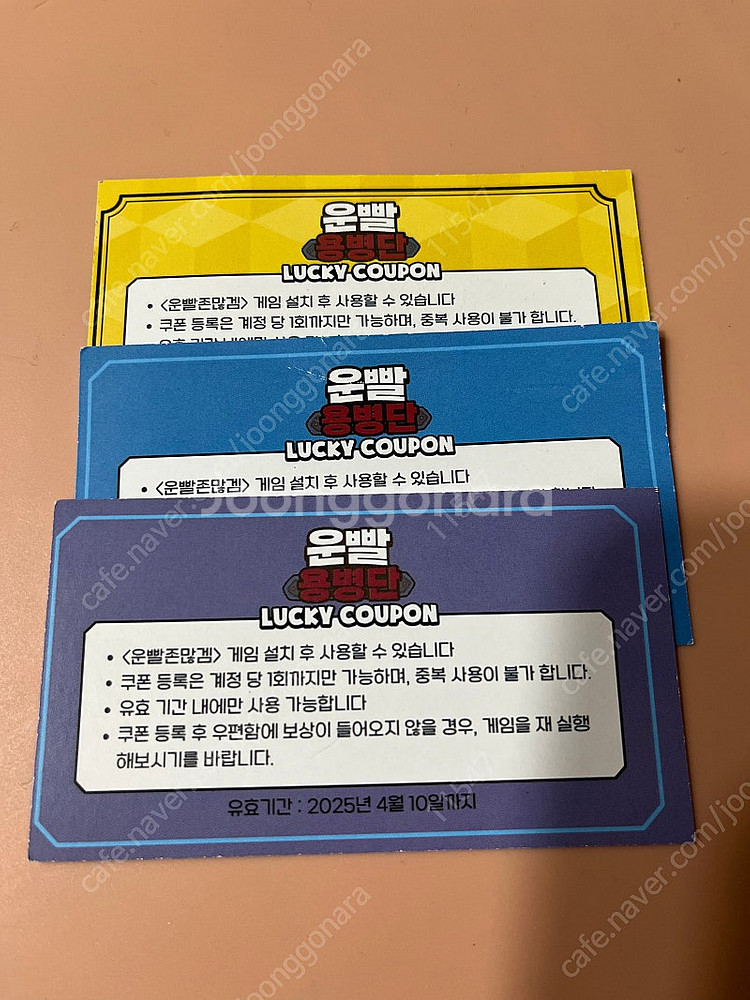 운빨
용병단
LUCKY COUPON
• <운빨존많겜> 게임 설치 후 사용할 수 있습니다
• 쿠폰 등록은 계정 당 1회까지만 가능하며, 중복 사용이 불가 합니다.
운빨
용병단
LUCKY COUPON
• <운빨존많겜> 게임 설치 후 사용할 수 있습니다
Joonggonara
운빨
용병단
LUCKY COUPON
• <운빨존많겜> 게임 설치 후 사용할 수 있습니다
• 쿠폰 등록은 계정 당 1회까지만 가능하며, 중복 사용이 불가 합니다.
• 유효 기간 내에만 사용 가능합니다
• 쿠폰 등록 후 우편함에 보상이 들어오지 않을 경우, 게임을 재 실행
해보시기를 바랍니다.
유효기간 : 2025년 4월 10일까지
cafe.naver.com/joonggonara